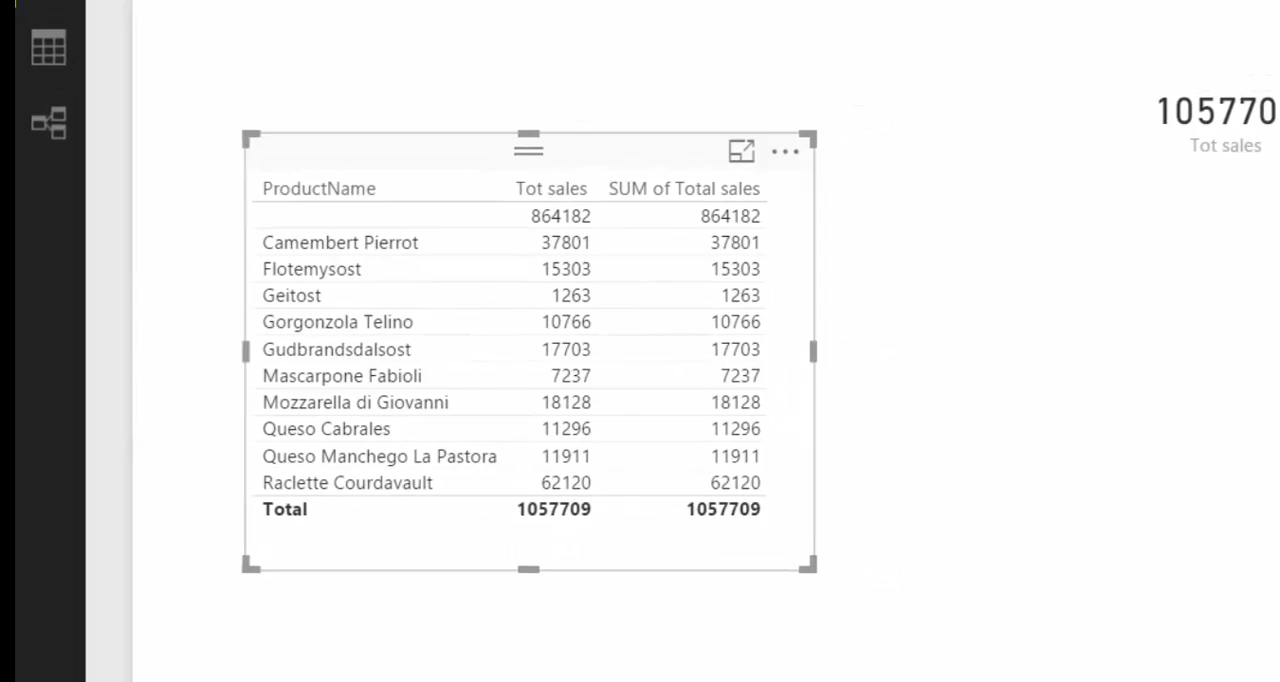 105770
Tot sales
ProductName Tot sales SUM of Total sales
864182 864182
Camembert Pierrot 37801 37801
Flotemysost 15303 15303
Geitost 1263 1263
Gorgonzola Telino 10766 10766
Gudbrandsdalsost 17703 17703
Mascarpone Fabioli 7237 7237
Mozzarella di Giovanni 18128 18128
Queso Cabrales 11296 11296
Queso Manchego La Pastora 11911 11911
Raclette Courdavault 62120 62120
Total 1057709 1057709